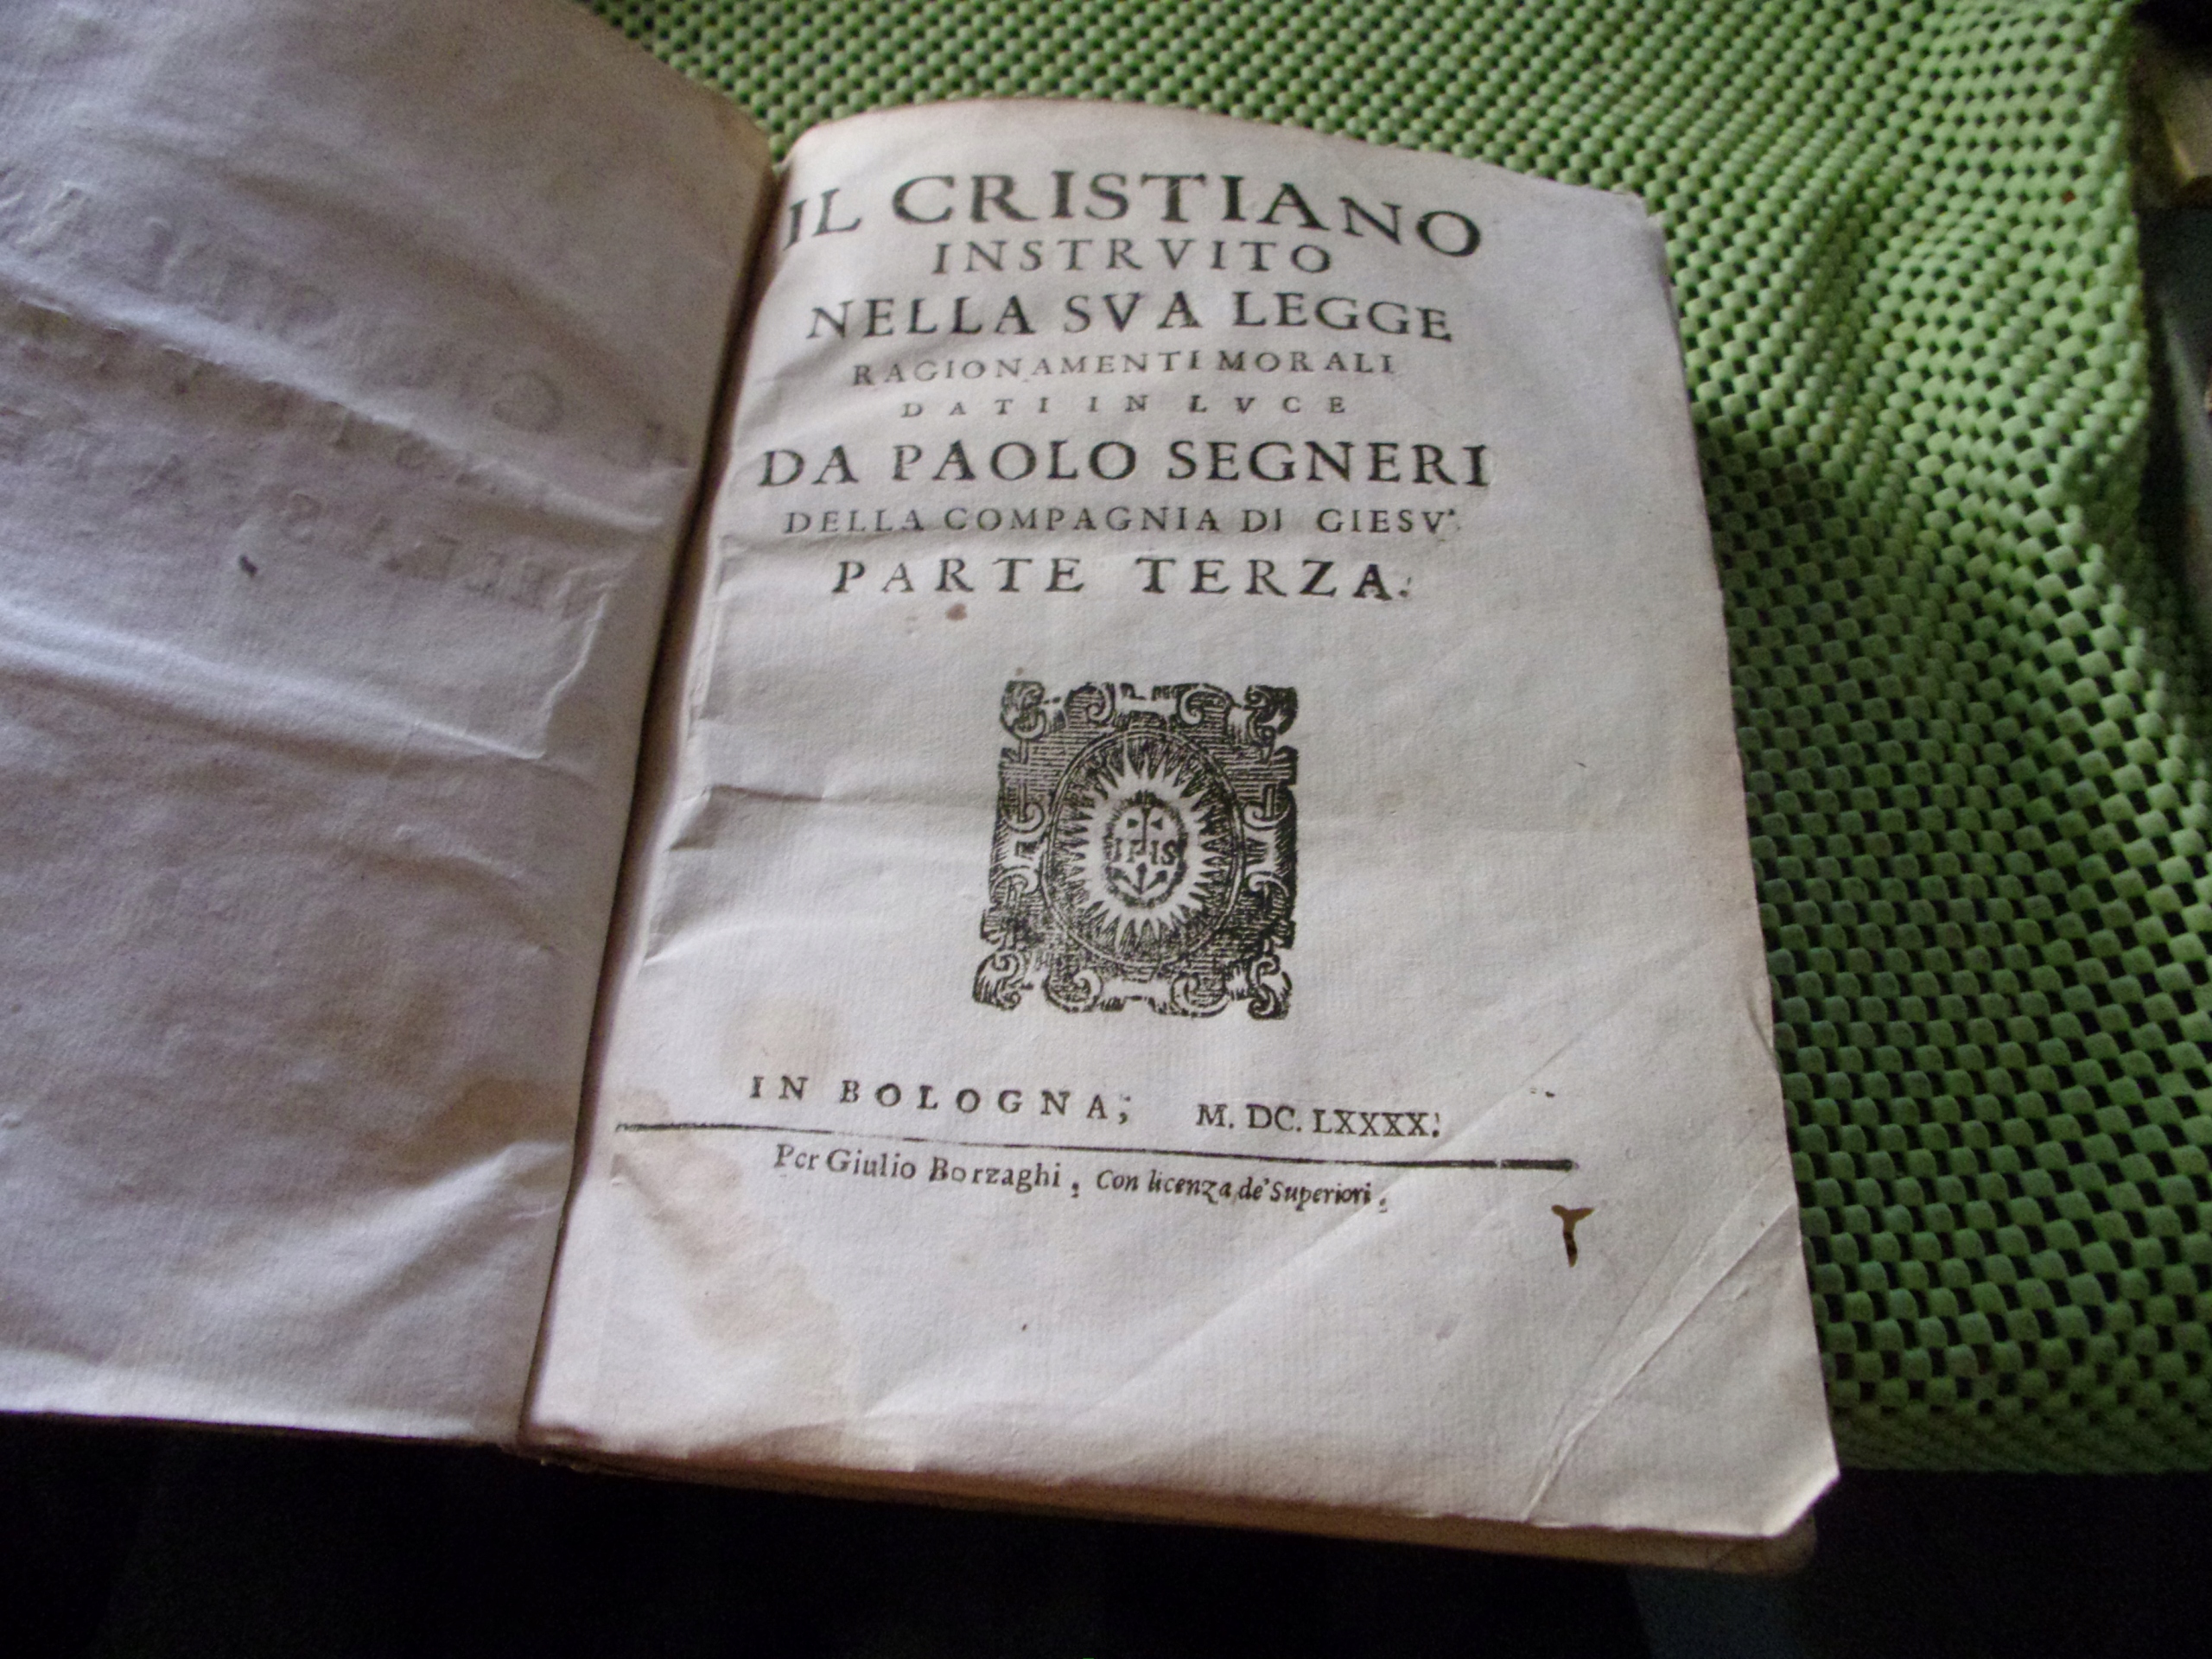 IL CRISTIANO
INSTRVITO
NELLA SVA LEGGE
RAGIONAMENTI MORALI
DATI IN LVCE
DA PAOLO SEGNERI
DELLA COMPAGNIA DI GIESV'
PARTE TERZA.
IHS
IN BOLOGNA, M. DC. LXXXX.
Per Giulio Borzaghi, Con licenza de' Superiori.